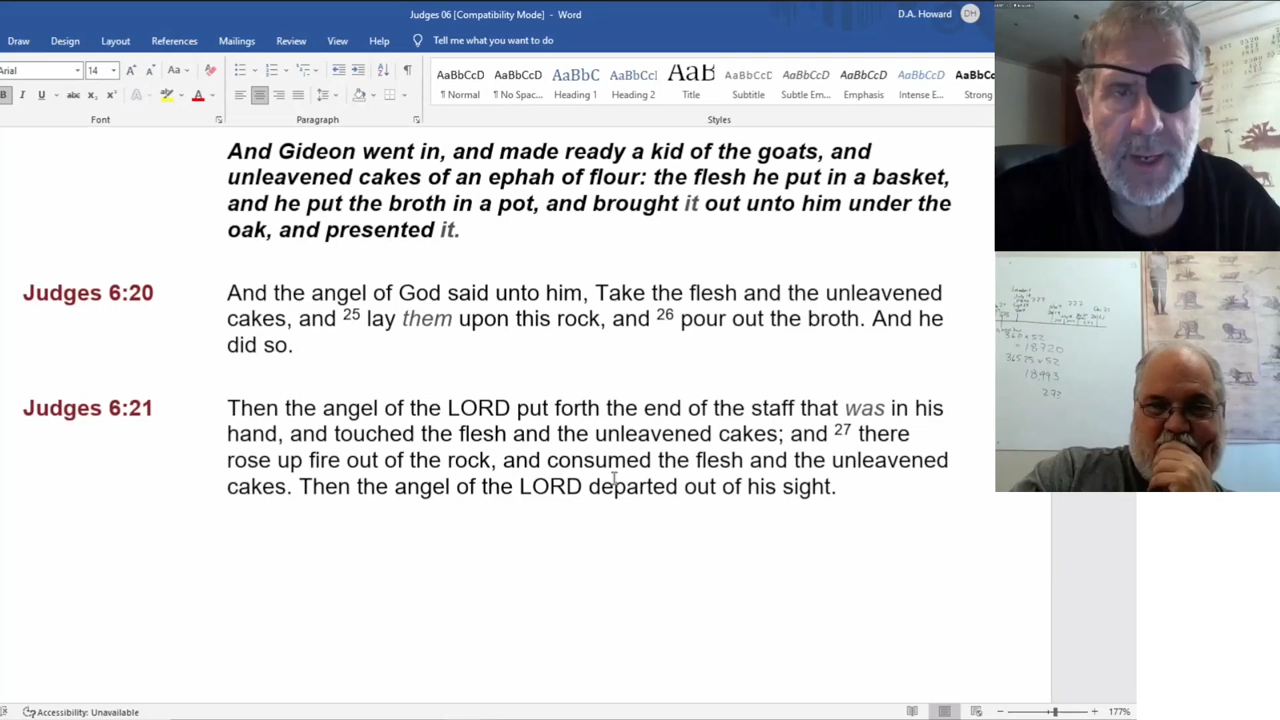 Judges 06 [Compatibility Mode] - Word
D.A. Howard
DH
Draw Design Layout References Mailings Review View Help Tell me what you want to do
Arial 14
AaBbCcD AaBbCcD AaBbC AaBbCcI AaB AaBbCcD AaBbCcD AaBbCcD AaBbCcD AaBbCc
¶ Normal ¶ No Spac... Heading 1 Heading 2 Title Subtitle Subtle Em... Emphasis Intense E... Strong
Font Paragraph Styles
And Gideon went in, and made ready a kid of the goats, and
unleavened cakes of an ephah of flour: the flesh he put in a basket,
and he put the broth in a pot, and brought it out unto him under the
oak, and presented it.
Judges 6:20 And the angel of God said unto him, Take the flesh and the unleavened
cakes, and 25 lay them upon this rock, and 26 pour out the broth. And he
did so.
Judges 6:21 Then the angel of the LORD put forth the end of the staff that was in his
hand, and touched the flesh and the unleavened cakes; and 27 there
rose up fire out of the rock, and consumed the flesh and the unleavened
cakes. Then the angel of the LORD departed out of his sight.
= 18720
18,993
Accessibility: Unavailable
177%